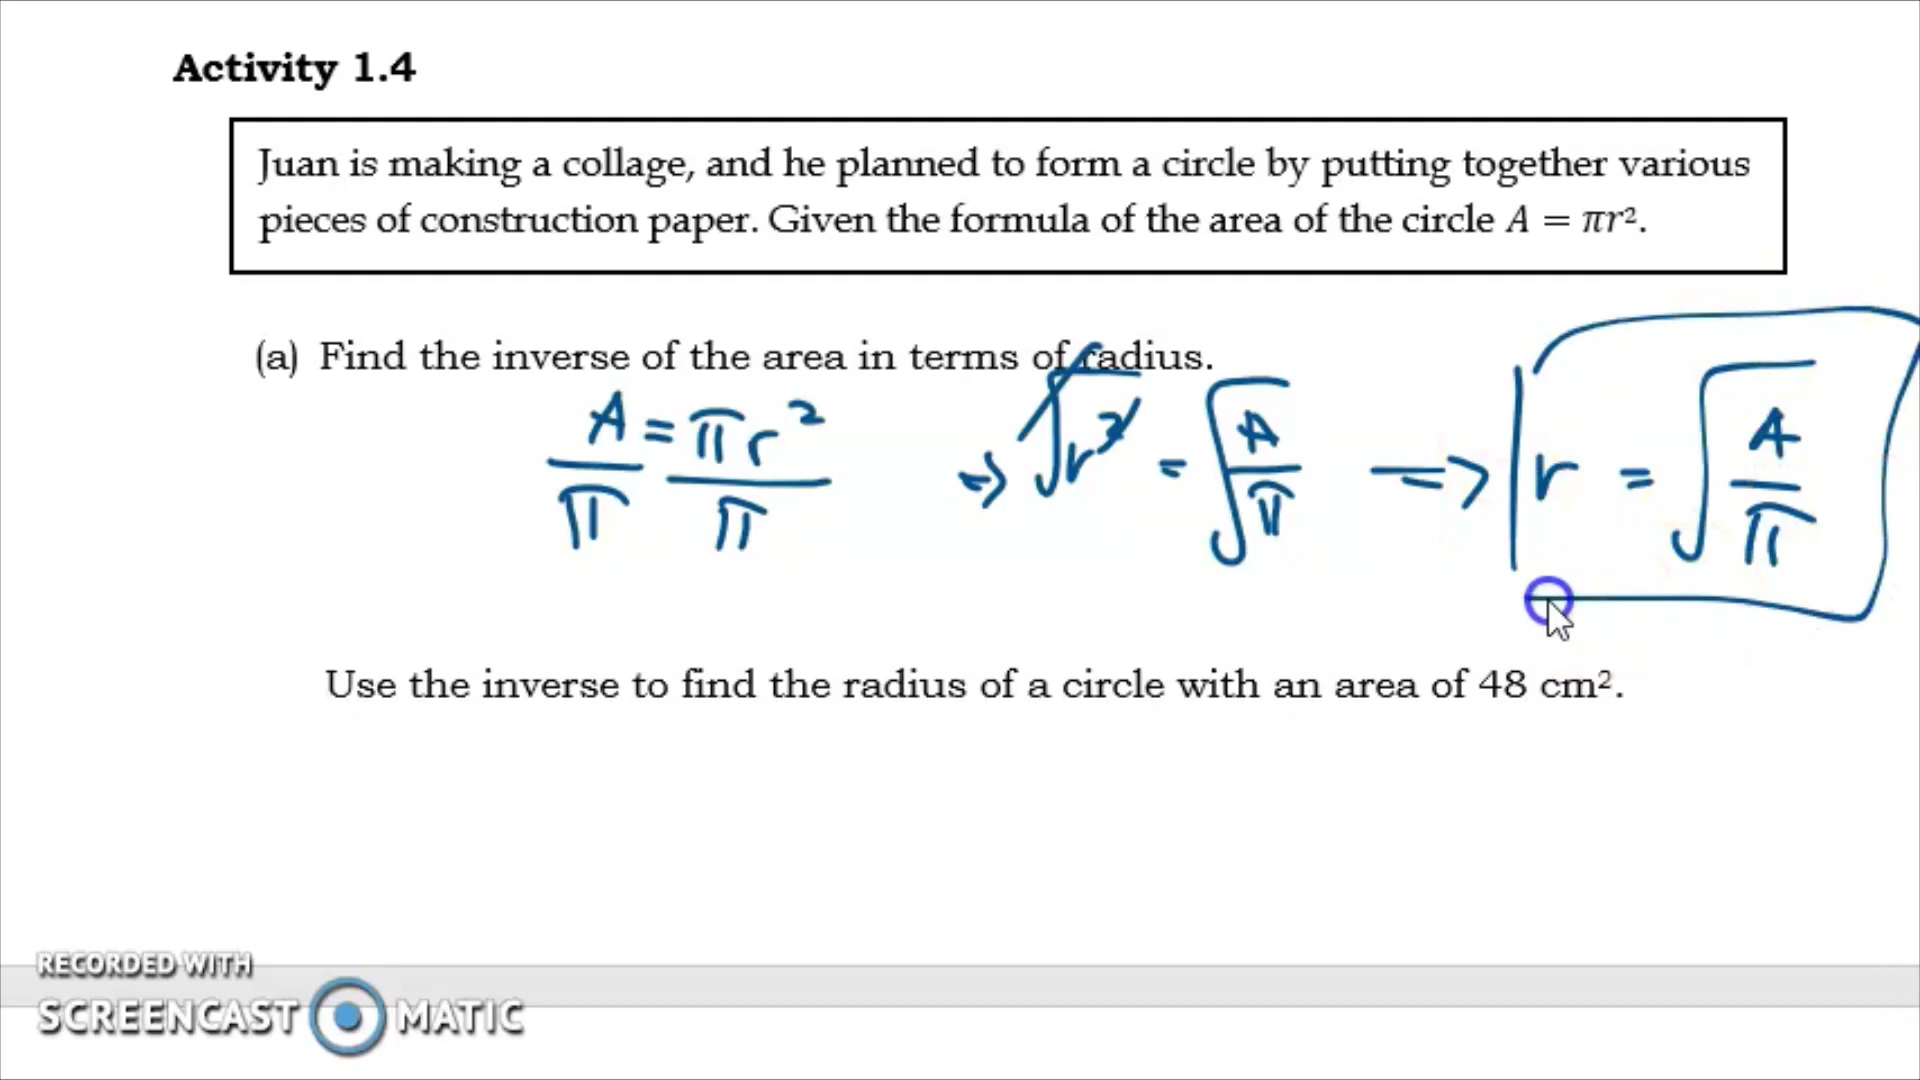 Activity 1.4
Juan is making a collage, and he planned to form a circle by putting together various
pieces of construction paper. Given the formula of the area of the circle A = πr².
(a) Find the inverse of the area in terms of radius.
A/π = πr²/π ⇒ √r² = √(A/π) ⇒ r = √(A/π)
Use the inverse to find the radius of a circle with an area of 48 cm².
RECORDED WITH
SCREENCAST MATIC